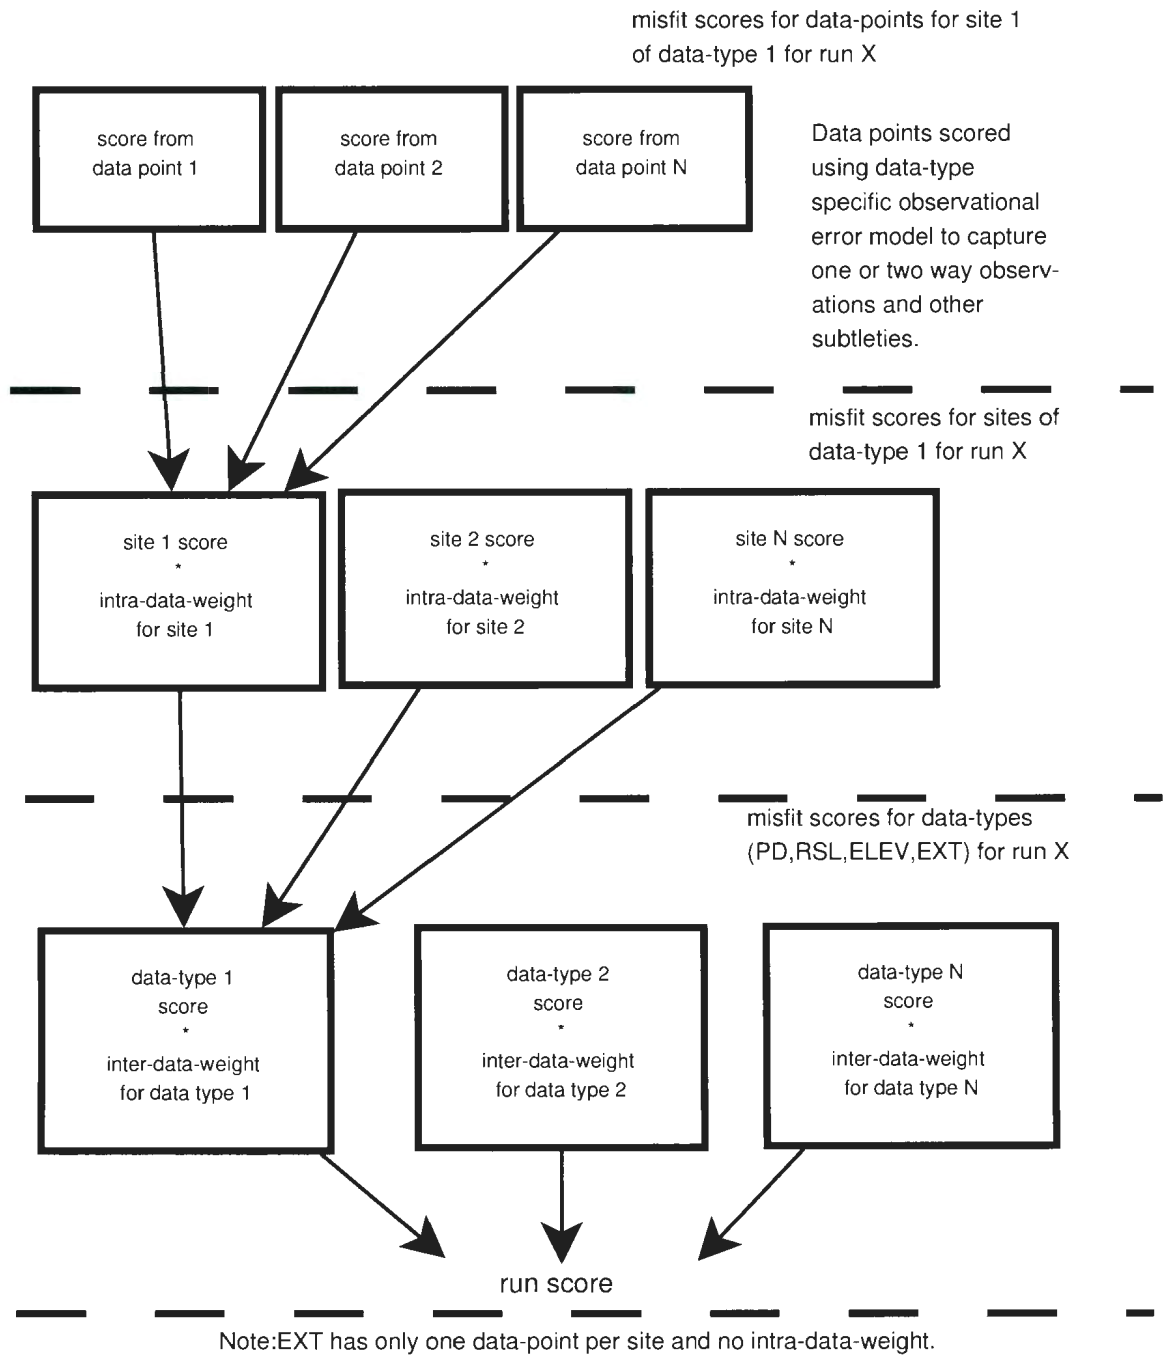 misfit scores for data-points for site 1
of data-type 1 for run X
score from
data point 1
score from
data point 2
score from
data point N
Data points scored
using data-type
specific observational
error model to capture
one or two way observ-
ations and other
subtleties.
misfit scores for sites of
data-type 1 for run X
site 1 score
*
intra-data-weight
for site 1
site 2 score
*
intra-data-weight
for site 2
site N score
*
intra-data-weight
for site N
misfit scores for data-types
(PD,RSL,ELEV,EXT) for run X
data-type 1
score
*
inter-data-weight
for data type 1
data-type 2
score
*
inter-data-weight
for data type 2
data-type N
score
*
inter-data-weight
for data type N
run score
Note:EXT has only one data-point per site and no intra-data-weight.